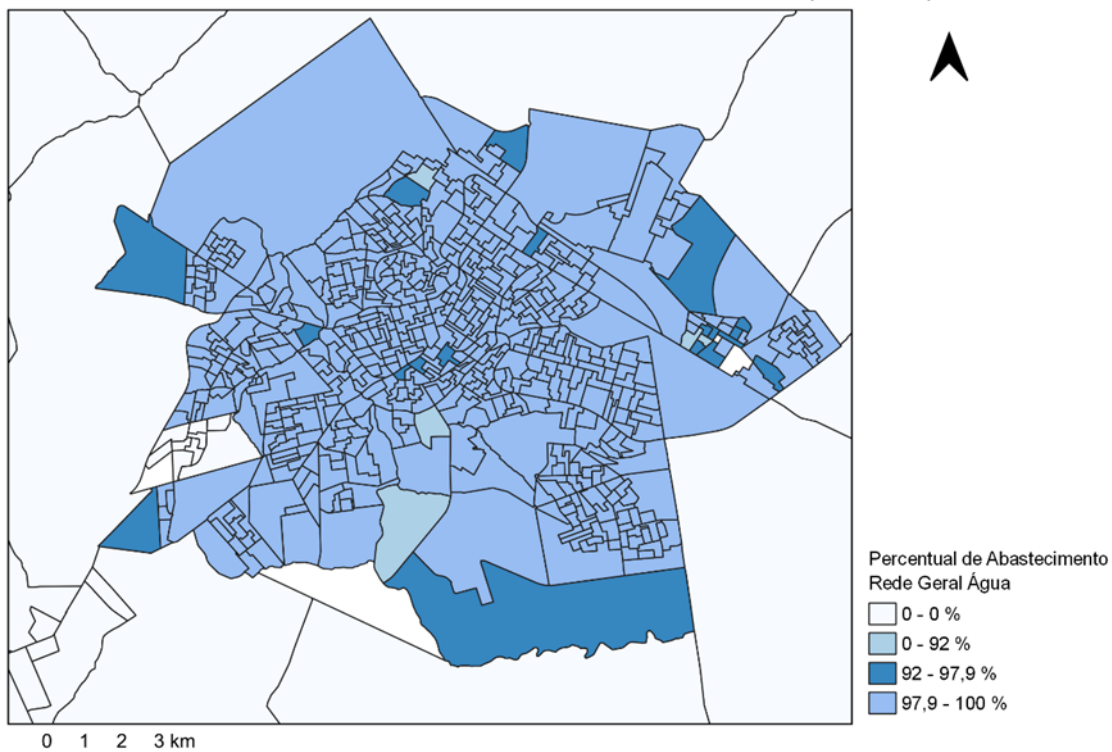 Percentual de Abastecimento
Rede Geral Água
0 - 0 %
0 - 92 %
92 - 97,9 %
97,9 - 100 %
0 1 2 3 km